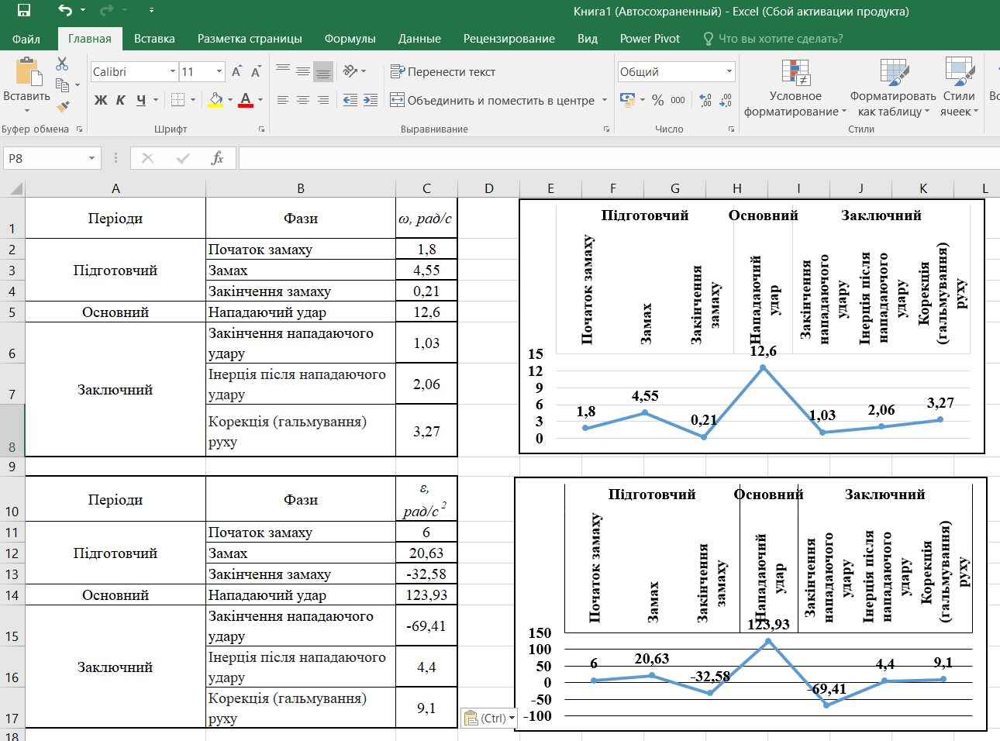 Книга1 (Автосохраненный) - Excel (Сбой активации продукта)
Файл Главная Вставка Разметка страницы Формулы Данные Рецензирование Вид Power Pivot Что вы хотите сделать?
Вставить
Буфер обмена
Calibri 11
Ж К Ч А
Шрифт
Перенести текст
Объединить и поместить в центре
Выравнивание
Общий
% 000
Число
Условное форматирование
Форматировать как таблицу
Стили ячеек
Стили
P8
fx
A B C D E F G H I J K L
1 Періоди Фази ω, рад/с
2 Початок замаху 1,8
3 Підготовчий Замах 4,55
4 Закінчення замаху 0,21
5 Основний Нападаючий удар 12,6
6 Закінчення нападаючого удару 1,03
7 Заключний Інерція після нападаючого удару 2,06
8 Корекція (гальмування) руху 3,27
9
10 Періоди Фази ε, рад/с 2
11 Початок замаху 6
12 Підготовчий Замах 20,63
13 Закінчення замаху -32,58
14 Основний Нападаючий удар 123,93
15 Закінчення нападаючого удару -69,41
16 Заключний Інерція після нападаючого удару 4,4
17 Корекція (гальмування) руху 9,1
18
(Ctrl)
Підготовчий Основний Заключний
Початок замаху
Замах
Закінчення замаху
Нападаючий удар
Закінчення нападаючого удару
Інерція після нападаючого удару
Корекція (гальмування) руху
15
12
9
6
3
0
1,8 4,55 0,21 12,6 1,03 2,06 3,27
Підготовчий Основний Заключний
Початок замаху
Замах
Закінчення замаху
Нападаючий удар
Закінчення нападаючого удару
Інерція після нападаючого удару
Корекція (гальмування) руху
150
100
50
0
-50
-100
6 20,63 -32,58 123,93 -69,41 4,4 9,1